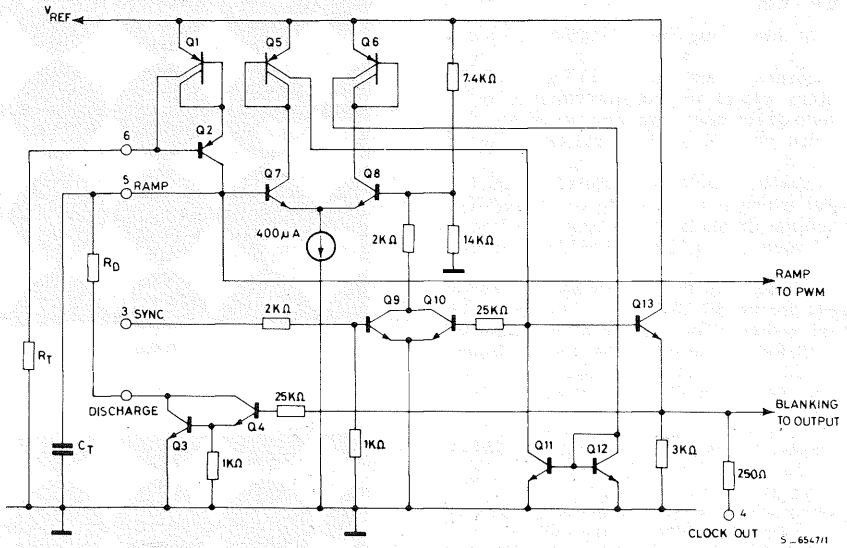 VREF
Q1
Q5
Q6
7.4KΩ
Q2
6
5 RAMP
Q7
Q8
400μA
2KΩ
14KΩ
RD
RAMP
TO PWM
Q9
Q10
Q13
3 SYNC
2KΩ
25KΩ
RT
DISCHARGE
25KΩ
BLANKING
TO OUTPUT
Q4
Q3
CT
1KΩ
1KΩ
Q11
Q12
3KΩ
250Ω
4
CLOCK OUT
S_6547/1